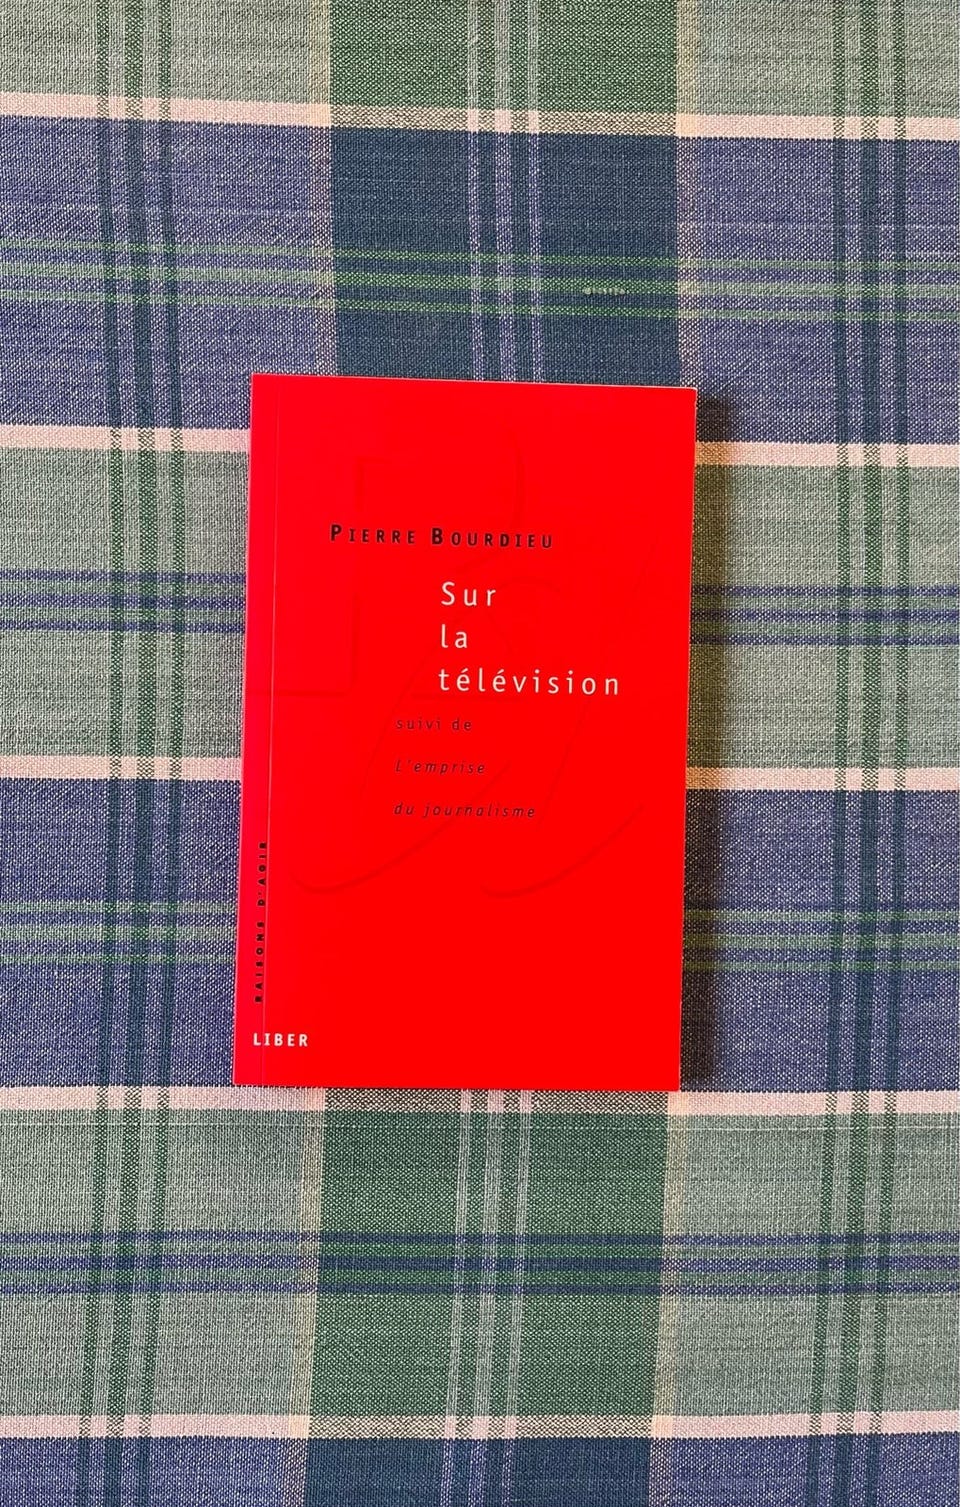 PIERRE BOURDIEU
Sur
la
télévision
suivi de
L'emprise
du journalisme
RAISONS D'AGIR
LIBER